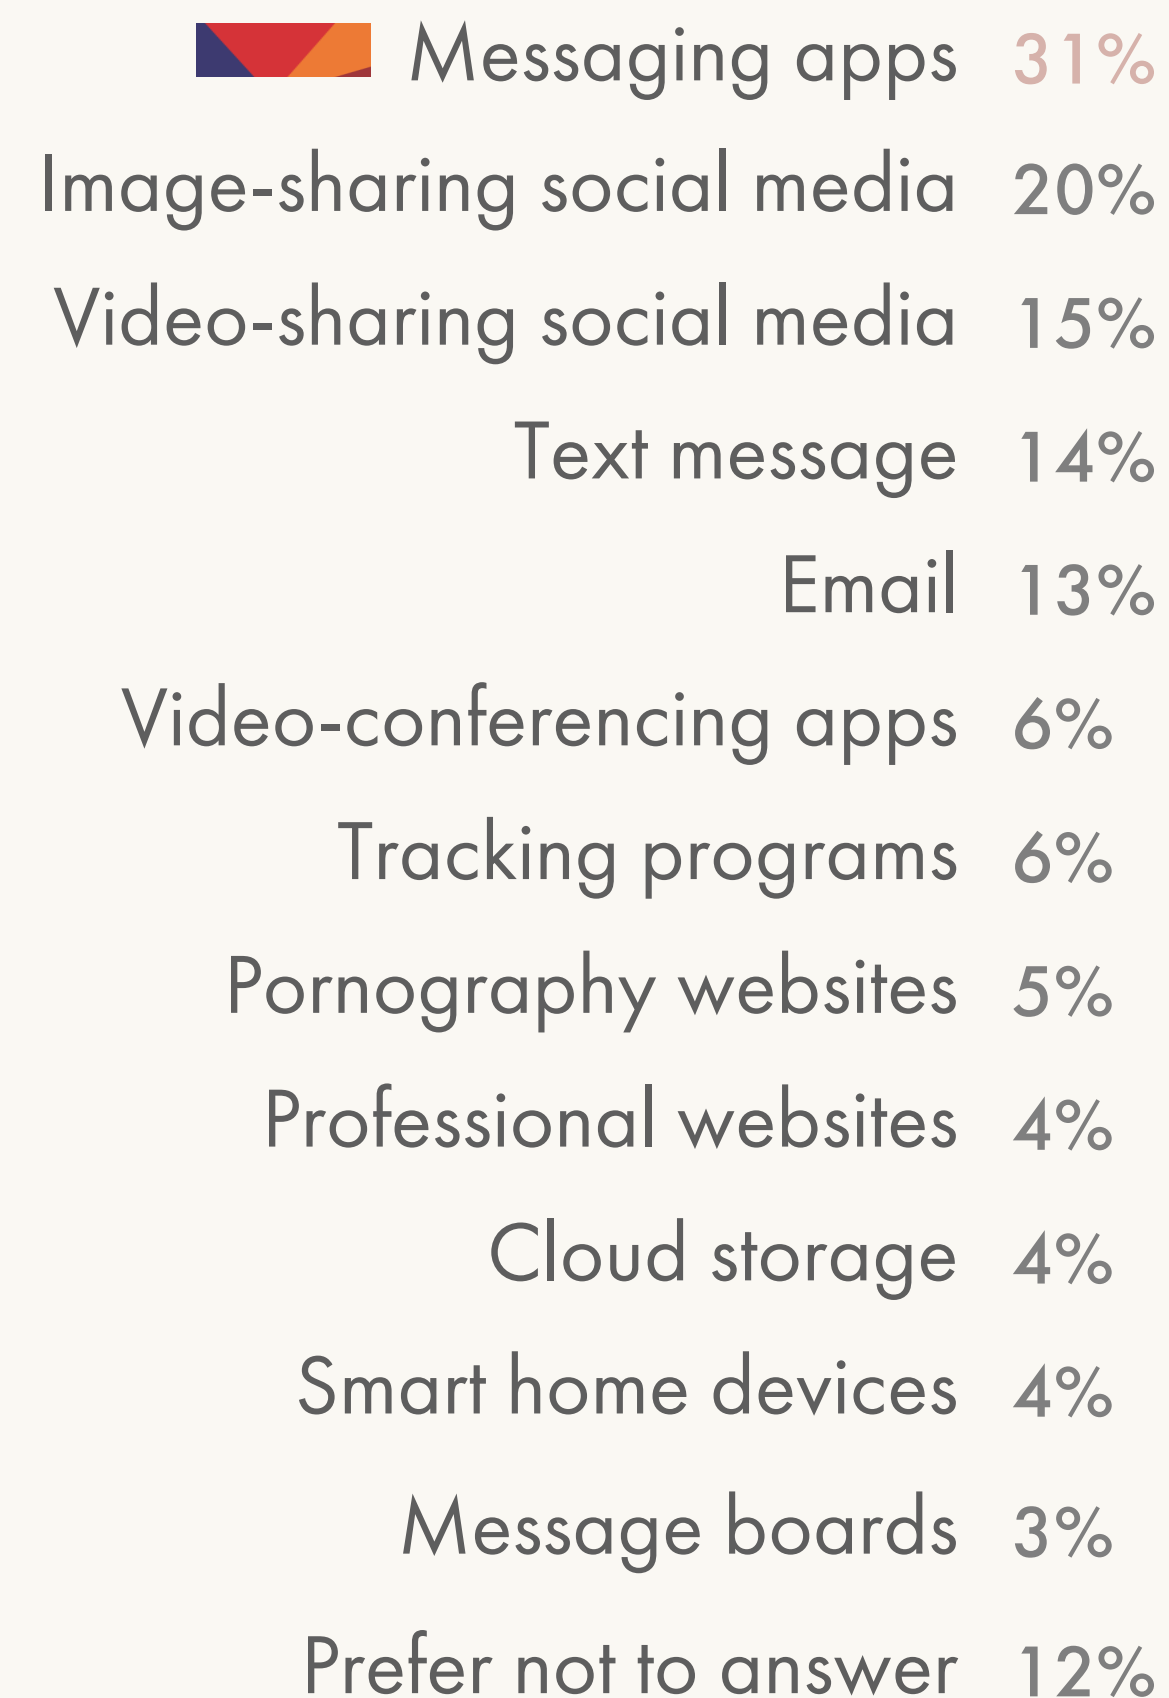 Messaging apps 31%
Image-sharing social media 20%
Video-sharing social media 15%
Text message 14%
Email 13%
Video-conferencing apps 6%
Tracking programs 6%
Pornography websites 5%
Professional websites 4%
Cloud storage 4%
Smart home devices 4%
Message boards 3%
Prefer not to answer 12%